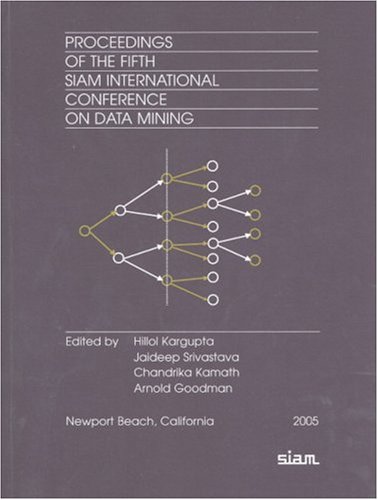 PROCEEDINGS
OF THE FIFTH
SIAM INTERNATIONAL
CONFERENCE
ON DATA MINING
Edited by Hillol Kargupta
Jaideep Srivastava
Chandrika Kamath
Arnold Goodman
Newport Beach, California 2005
siam